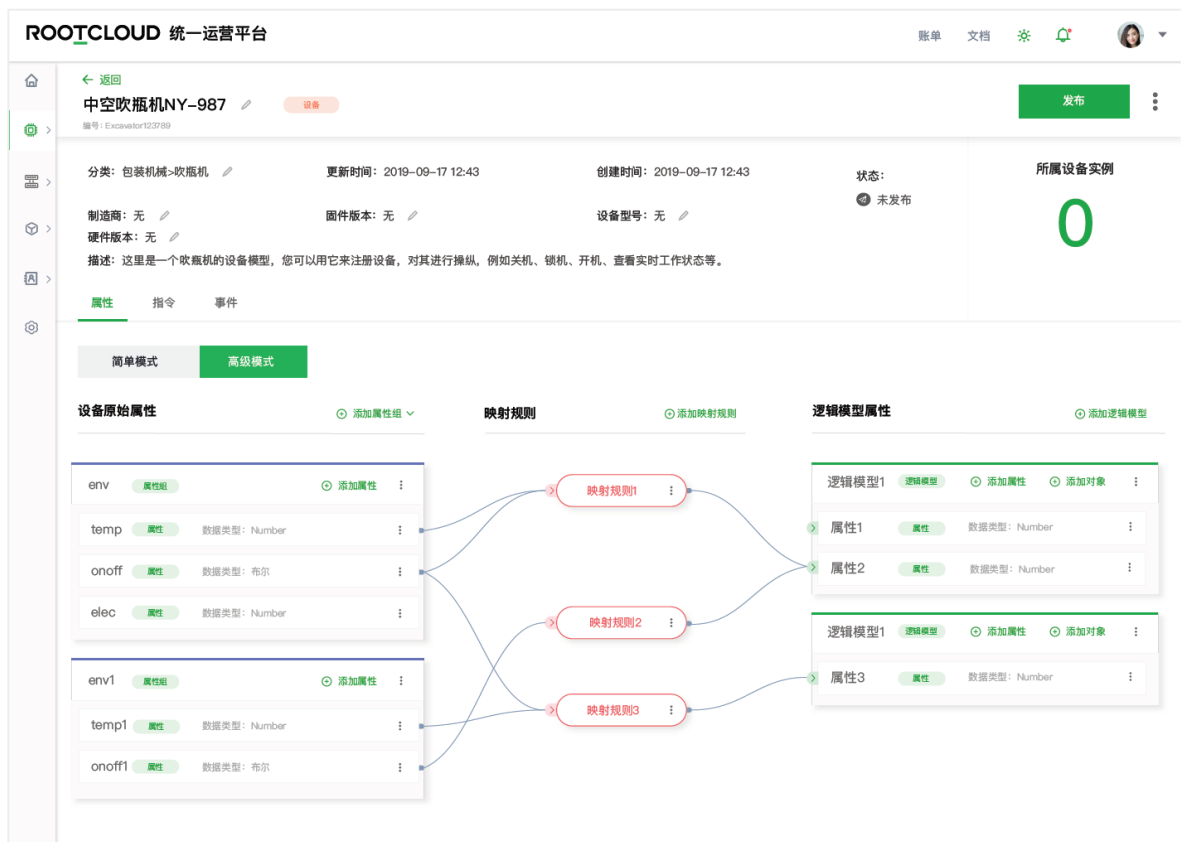 ROOTCLOUD 统一运营平台
账单 文档
返回
中空吹瓶机NY-987 设备
编号：Excavator123789
发布
分类：包装机械>吹瓶机 更新时间：2019-09-17 12:43 创建时间：2019-09-17 12:43 状态：
未发布
所属设备实例
0
制造商：无 固件版本：无 设备型号：无
硬件版本：无
描述：这里是一个吹瓶机的设备模型，您可以用它来注册设备，对其进行操纵，例如关机、锁机、开机、查看实时工作状态等。
属性 指令 事件
简单模式 高级模式
设备原始属性 添加属性组 映射规则 添加映射规则 逻辑模型属性 添加逻辑模型
env 属性组 添加属性
temp 属性 数据类型：Number
onoff 属性 数据类型：布尔
elec 属性 数据类型：Number
env1 属性组 添加属性
temp1 属性 数据类型：Number
onoff1 属性 数据类型：布尔
映射规则1
映射规则2
映射规则3
逻辑模型1 逻辑模型 添加属性 添加对象
属性1 属性 数据类型：Number
属性2 属性 数据类型：Number
逻辑模型1 逻辑模型 添加属性 添加对象
属性3 属性 数据类型：Number